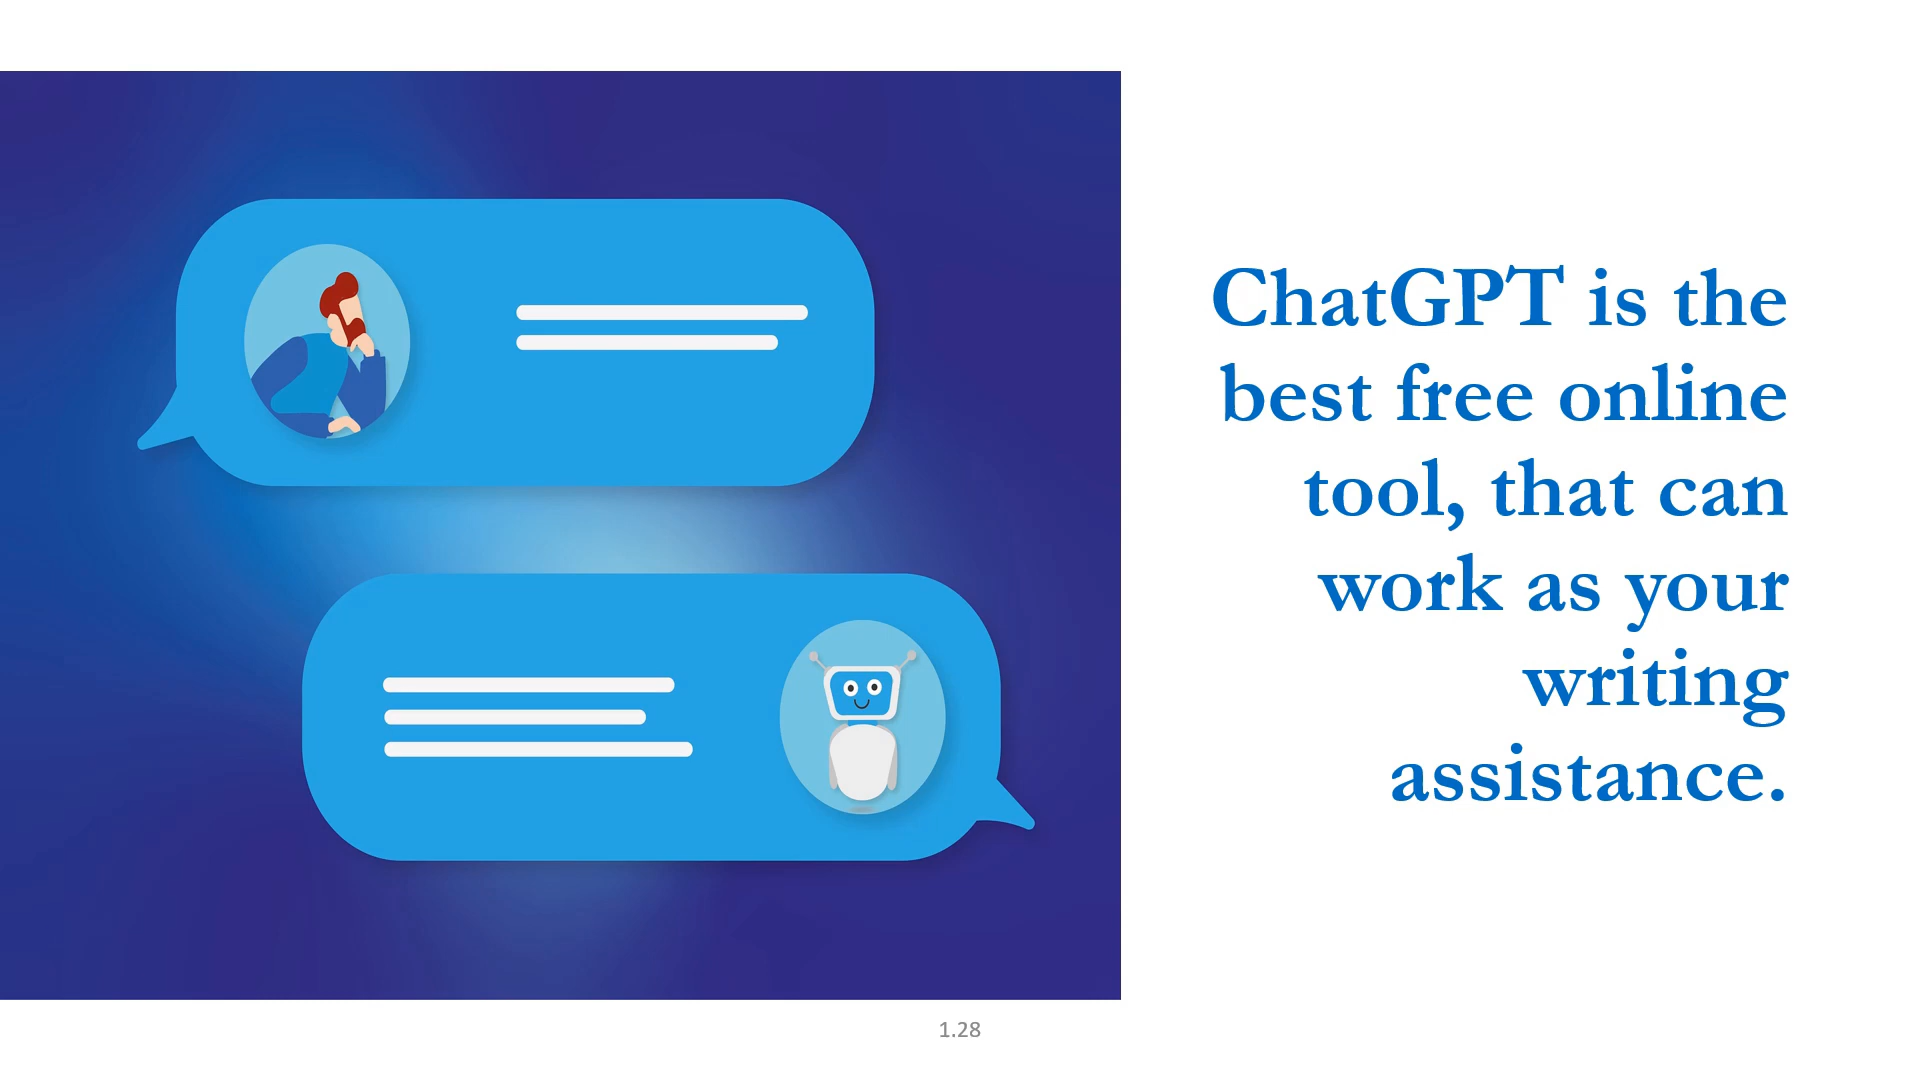 ChatGPT is the
best free online
tool, that can
work as your
writing
assistance.
1.28